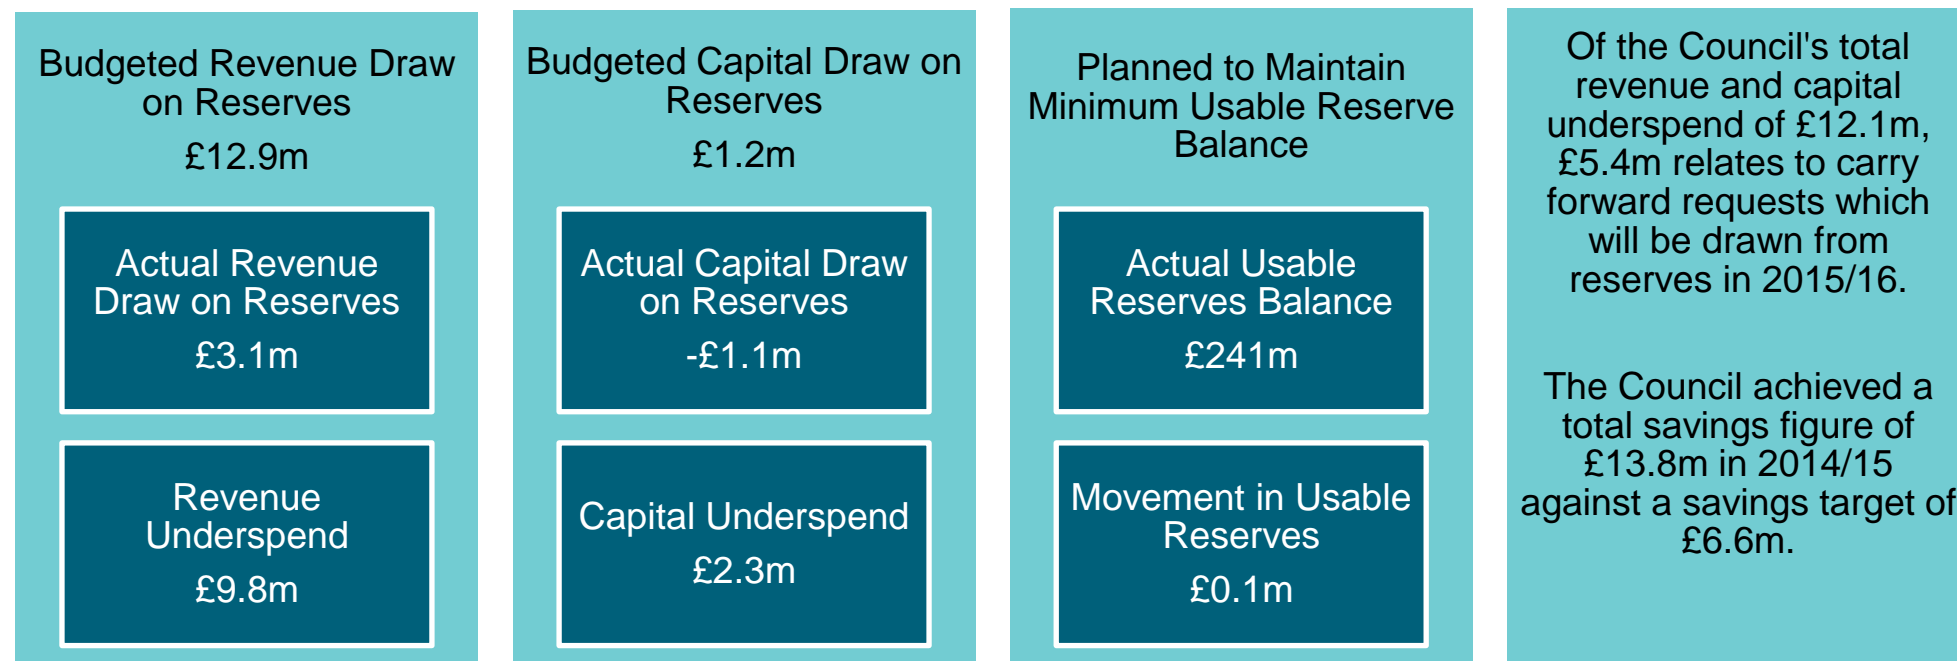 Budgeted Revenue Draw
on Reserves
£12.9m
Actual Revenue
Draw on Reserves
£3.1m
Revenue
Underspend
£9.8m
Budgeted Capital Draw on
Reserves
£1.2m
Actual Capital Draw
on Reserves
-£1.1m
Capital Underspend
£2.3m
Planned to Maintain
Minimum Usable Reserve
Balance
Actual Usable
Reserves Balance
£241m
Movement in Usable
Reserves
£0.1m
Of the Council's total
revenue and capital
underspend of £12.1m,
£5.4m relates to carry
forward requests which
will be drawn from
reserves in 2015/16.
The Council achieved a
total savings figure of
£13.8m in 2014/15
against a savings target of
£6.6m.